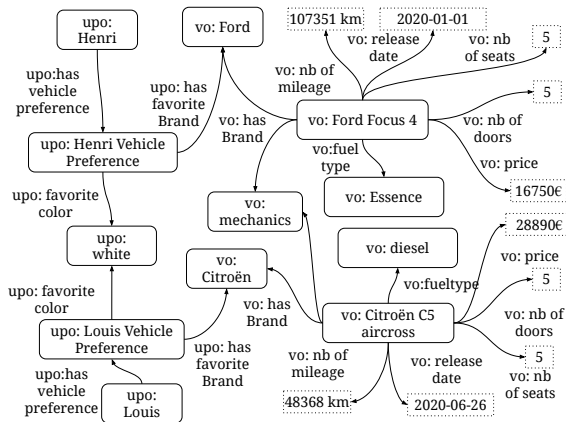 upo:
Henri
vo: Ford
107351 km
2020-01-01
5
vo: release
date
vo: nb
of seats
vo: nb of
mileage
upo:has
vehicle
preference
upo: has
favorite
Brand
5
vo: has
Brand
vo: Ford Focus 4
vo: nb of
doors
upo: Henri Vehicle
Preference
vo:fuel
type
vo: price
upo: favorite
color
vo:
mechanics
vo: Essence
16750€
28890€
upo:
white
vo:
Citroën
vo: diesel
vo: price
vo:fueltype
5
upo: favorite
color
vo: has
Brand
vo: Citroën C5
aircross
vo: nb of
doors
upo: Louis Vehicle
Preference
upo: has
favorite
Brand
vo: nb of
mileage
vo: release
date
5
vo: nb
of seats
upo:has
vehicle
preference
upo:
Louis
48368 km
2020-06-26